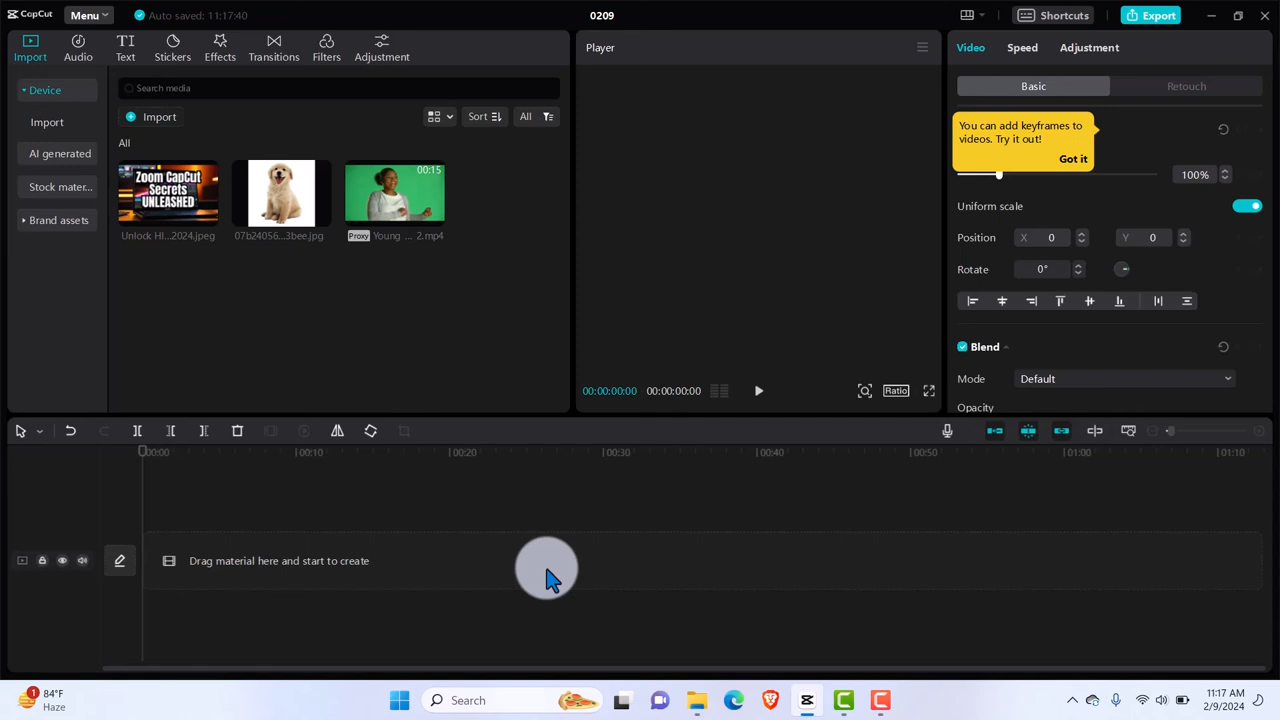 CapCut
Menu
Auto saved: 11:17:40
0209
Shortcuts
Export
Import
Audio
Text
Stickers
Effects
Transitions
Filters
Adjustment
Device
Import
AI generated
Stock mater...
Brand assets
Search media
Import
Sort
All
All
Zoom CapCut
Secrets
UNLEASHED
Unlock HI...2024.jpeg
07b24056...3bee.jpg
00:15
Proxy Young ... 2.mp4
Player
00:00:00:00
00:00:00:00
Ratio
Video
Speed
Adjustment
Basic
Retouch
You can add keyframes to
videos. Try it out!
Got it
100%
Uniform scale
Position X 0 Y 0
Rotate 0°
Blend
Mode Default
Opacity
00:00 00:10 00:20 00:30 00:40 00:50 01:00 01:10
Drag material here and start to create
1
84°F
Haze
Search
11:17 AM
2/9/2024